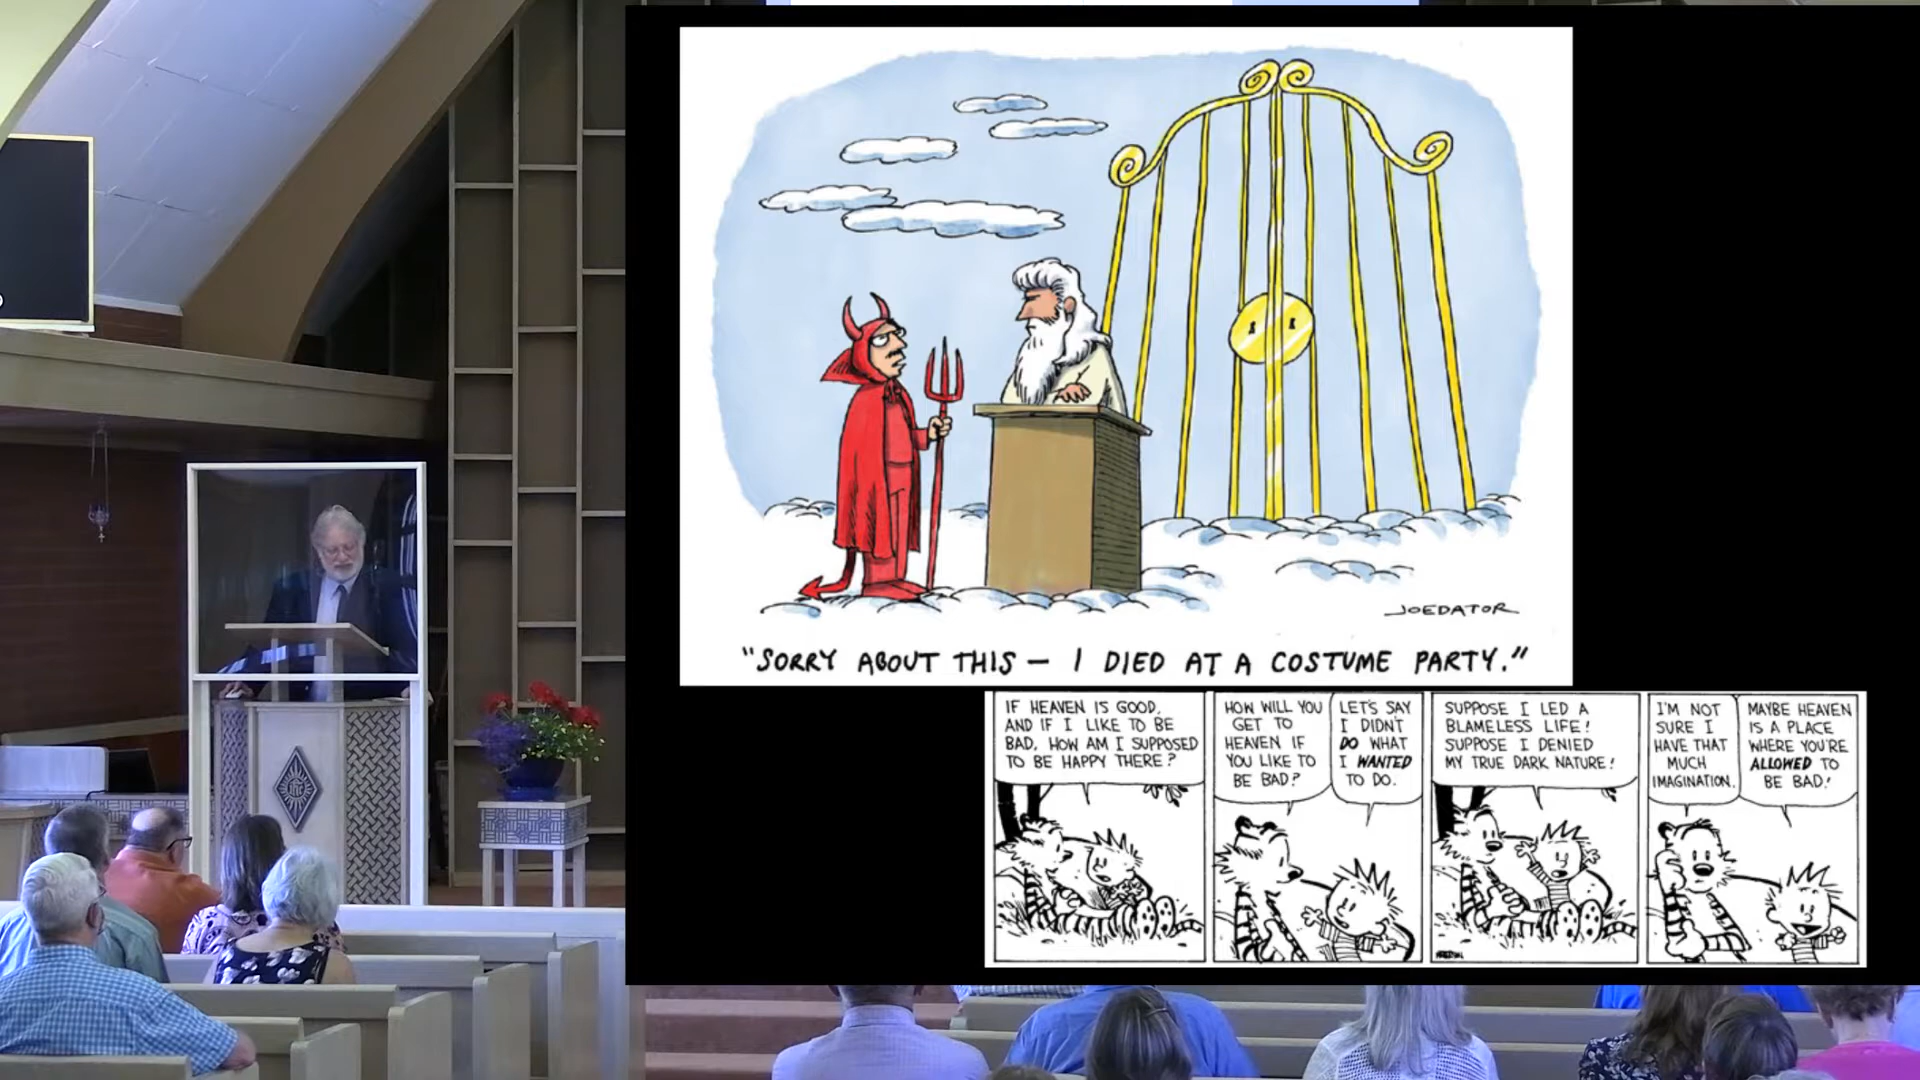 JOEDATOR
"SORRY ABOUT THIS — I DIED AT A COSTUME PARTY."
IF HEAVEN IS GOOD,
AND IF I LIKE TO BE
BAD, HOW AM I SUPPOSED
TO BE HAPPY THERE?
HOW WILL YOU
GET TO
HEAVEN IF
YOU LIKE TO
BE BAD?
LET'S SAY
I DIDN'T
DO WHAT
I WANTED
TO DO.
SUPPOSE I LED A
BLAMELESS LIFE!
SUPPOSE I DENIED
MY TRUE DARK NATURE!
I'M NOT
SURE I
HAVE THAT
MUCH
IMAGINATION.
MAYBE HEAVEN
IS A PLACE
WHERE YOU'RE
ALLOWED TO
BE BAD!